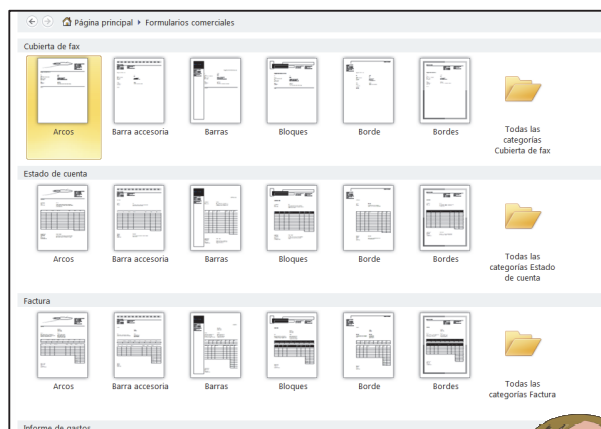 Página principal ▸ Formularios comerciales
Cubierta de fax
Arcos Barra accesoria Barras Bloques Borde Bordes Todas las
categorías
Cubierta de fax
Estado de cuenta
Arcos Barra accesoria Barras Bloques Borde Bordes Todas las
categorías Estado
de cuenta
Factura
Arcos Barra accesoria Barras Bloques Borde Bordes Todas las
categorías Factura
Informe de gastos